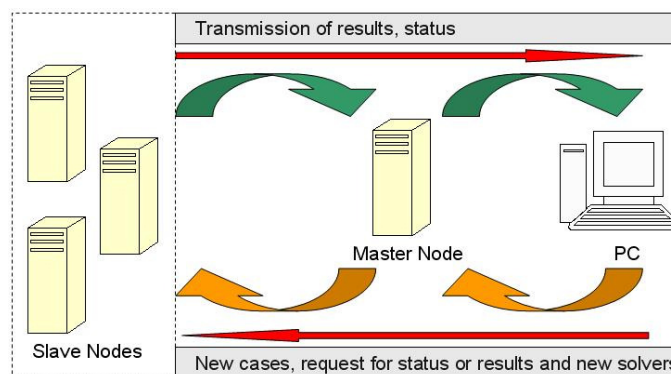 Transmission of results, status
Master Node
PC
Slave Nodes
New cases, request for status or results and new solvers